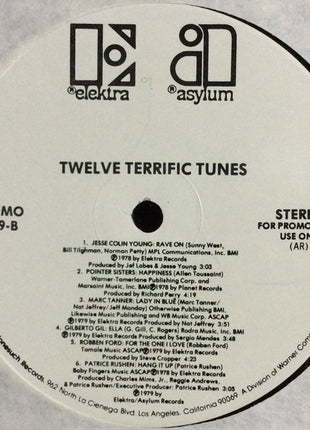 ®elektra ®asylum
TWELVE TERRIFIC TUNES
MO
9-B
STERE
FOR PROMO
USE ON
(AR)
1. JESSE COLIN YOUNG: RAVE ON (Sunny West,
Bill Tilghman, Norman Petty) MPL Communications, Inc. BMI
℗1978 by Elektra Records
Produced by Jef Labes & Jesse Young 3:03
2. POINTER SISTERS: HAPPINESS (Allen Toussaint)
Warner-Tamerlane Publishing Corp./
Marsaint Music, Inc. BMI ℗1978 by Planet Records
Produced by Richard Perry 4:19
3. MARC TANNER: LADY IN BLUE (Marc Tanner/
Nat Jeffrey/Jeff Monday) Otherwise Publishing BMI,
Likewise Music Publishing and WB Music Corp. ASCAP
℗1979 by Elektra Records Produced by Nat Jeffrey 3:51
4. GILBERTO GIL: ELLA (G. Gill, C. Rogers) Rodra Music, Inc. BMI
℗1979 by Elektra Records Produced by Sergio Mendes 3:48
5. ROBBEN FORD: FOR THE ONE I LOVE (Robben Ford)
Tamale Music ASCAP ℗1979 by Elektra Records
Produced by Steve Cropper 4:23
6. PATRICE RUSHEN: HANG IT UP (Patrice Rushen)
Baby Fingers Music ASCAP ℗1978 by Elektra Records
Produced by Charles Mims, Jr., Reggie Andrews,
& Patrice Rushen/Executive Producer: Patrice Rushen 5:05
℗1979 by
Elektra/Asylum Records
Records, 962 North La Cienega Blvd. Los Angeles, California 90069 A Division of Warner Comm